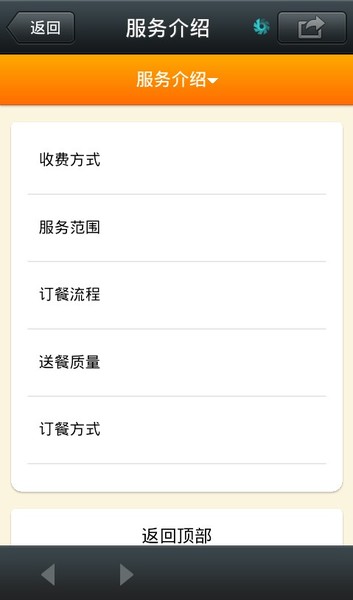 返回
服务介绍
服务介绍
收费方式
服务范围
订餐流程
送餐质量
订餐方式
返回顶部